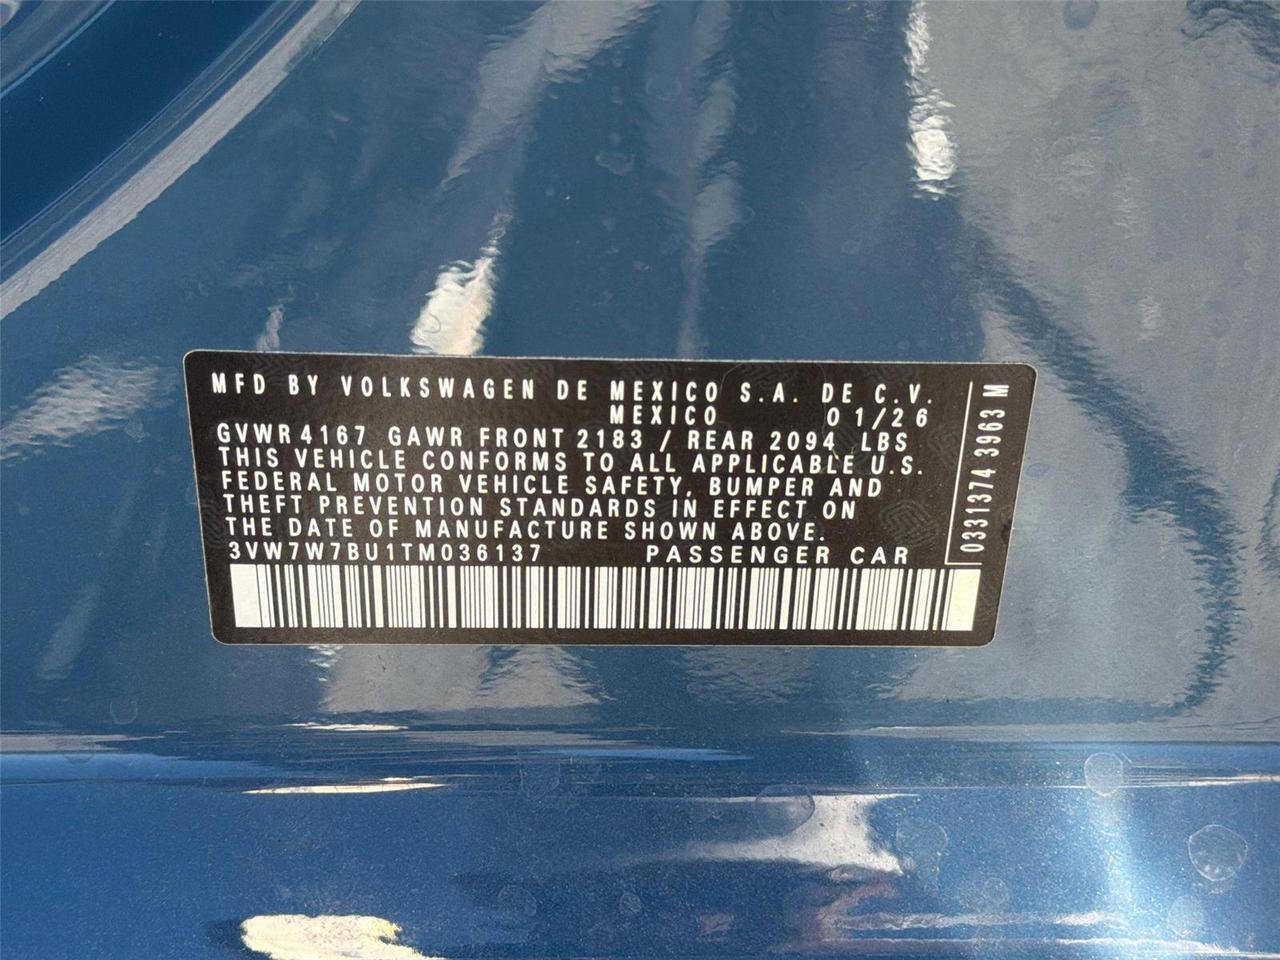 MFD BY VOLKSWAGEN DE MEXICO S.A. DE C.V.
MEXICO 01/26
GVWR 4167 GAWR FRONT 2183 / REAR 2094 LBS
THIS VEHICLE CONFORMS TO ALL APPLICABLE U.S.
FEDERAL MOTOR VEHICLE SAFETY, BUMPER AND
THEFT PREVENTION STANDARDS IN EFFECT ON
THE DATE OF MANUFACTURE SHOWN ABOVE.
3VW7W7BU1TM036137 PASSENGER CAR
0331374 3963 M